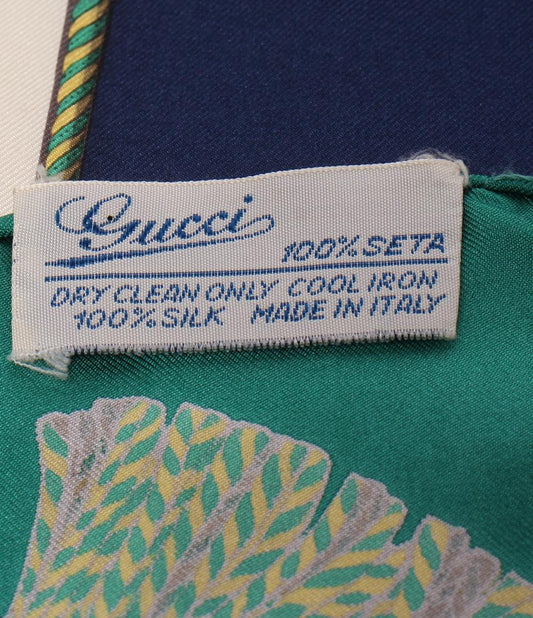 Gucci
100% SETA
DRY CLEAN ONLY COOL IRON
100% SILK MADE IN ITALY